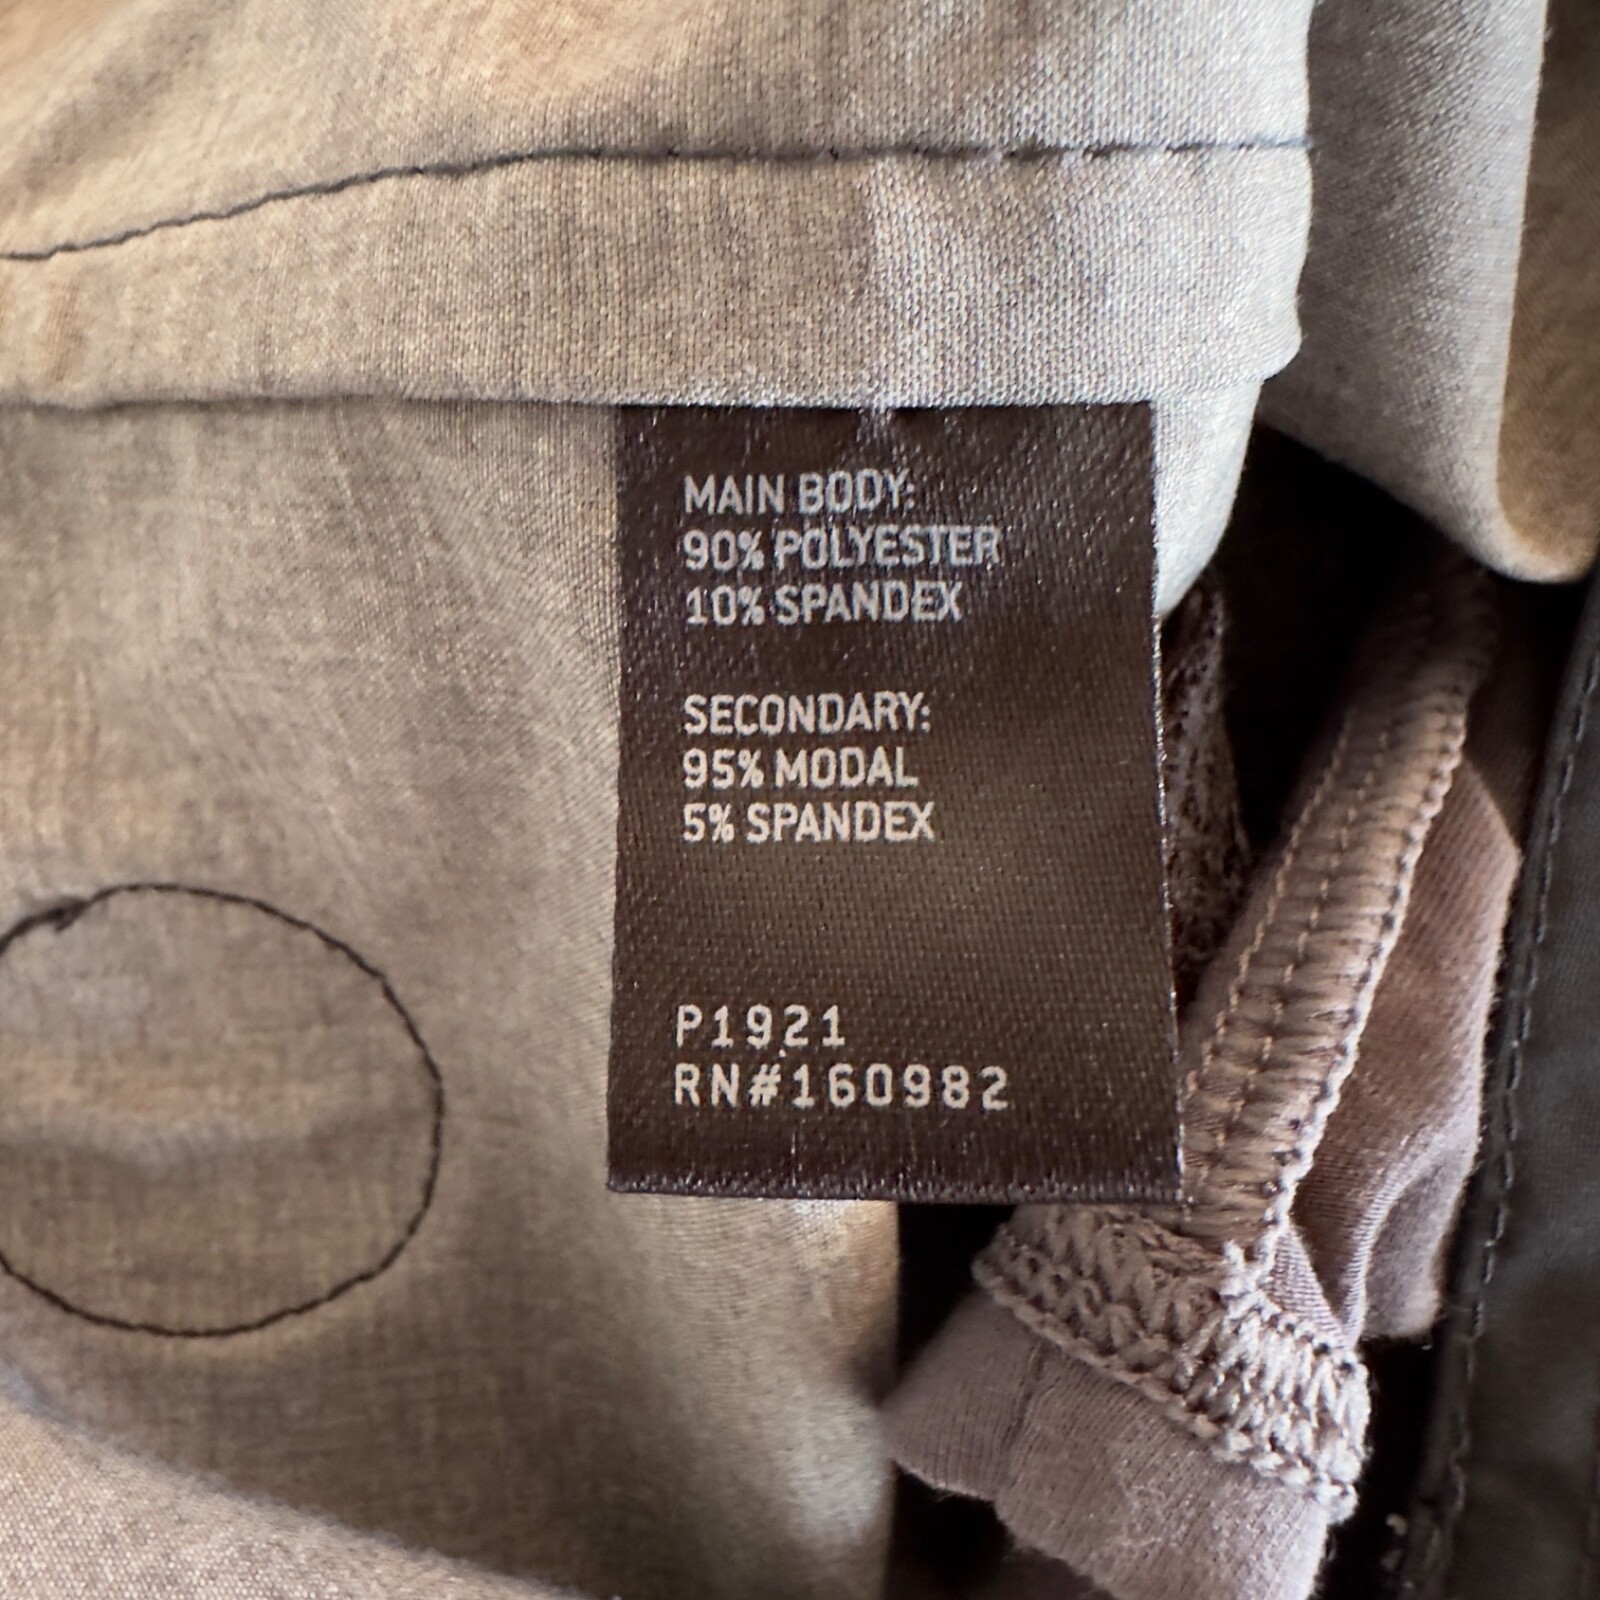 MAIN BODY:
90% POLYESTER
10% SPANDEX
SECONDARY:
95% MODAL
5% SPANDEX
P1921
RN#160982